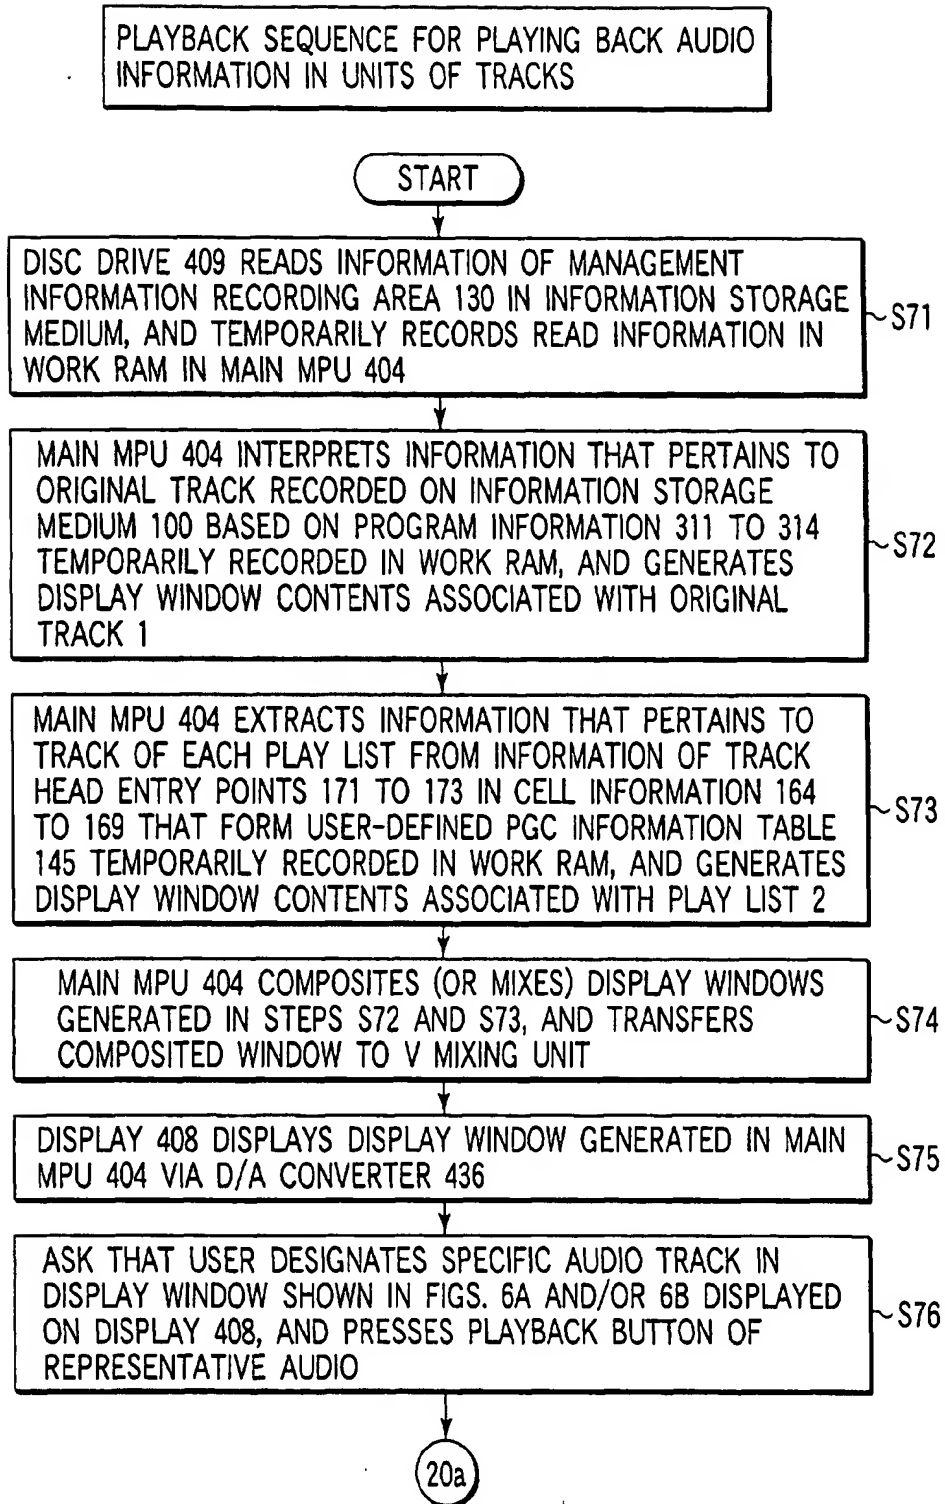 PLAYBACK SEQUENCE FOR PLAYING BACK AUDIO
INFORMATION IN UNITS OF TRACKS
START
DISC DRIVE 409 READS INFORMATION OF MANAGEMENT
INFORMATION RECORDING AREA 130 IN INFORMATION STORAGE
MEDIUM, AND TEMPORARILY RECORDS READ INFORMATION IN
WORK RAM IN MAIN MPU 404
S71
MAIN MPU 404 INTERPRETS INFORMATION THAT PERTAINS TO
ORIGINAL TRACK RECORDED ON INFORMATION STORAGE
MEDIUM 100 BASED ON PROGRAM INFORMATION 311 TO 314
TEMPORARILY RECORDED IN WORK RAM, AND GENERATES
DISPLAY WINDOW CONTENTS ASSOCIATED WITH ORIGINAL
TRACK 1
S72
MAIN MPU 404 EXTRACTS INFORMATION THAT PERTAINS TO
TRACK OF EACH PLAY LIST FROM INFORMATION OF TRACK
HEAD ENTRY POINTS 171 TO 173 IN CELL INFORMATION 164
TO 169 THAT FORM USER-DEFINED PGC INFORMATION TABLE
145 TEMPORARILY RECORDED IN WORK RAM, AND GENERATES
DISPLAY WINDOW CONTENTS ASSOCIATED WITH PLAY LIST 2
S73
MAIN MPU 404 COMPOSITES (OR MIXES) DISPLAY WINDOWS
GENERATED IN STEPS S72 AND S73, AND TRANSFERS
COMPOSITED WINDOW TO V MIXING UNIT
S74
DISPLAY 408 DISPLAYS DISPLAY WINDOW GENERATED IN MAIN
MPU 404 VIA D/A CONVERTER 436
S75
ASK THAT USER DESIGNATES SPECIFIC AUDIO TRACK IN
DISPLAY WINDOW SHOWN IN FIGS. 6A AND/OR 6B DISPLAYED
ON DISPLAY 408, AND PRESSES PLAYBACK BUTTON OF
REPRESENTATIVE AUDIO
S76
20a